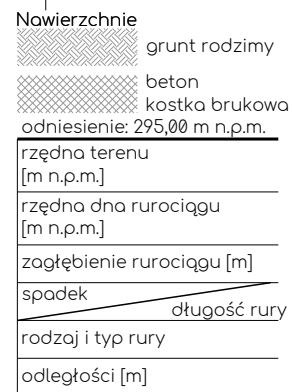 Nawierzchnie
grunt rodzimy
beton
kostka brukowa
odniesienie: 295,00 m n.p.m.
rzędna terenu
[m n.p.m.]
rzędna dna rurociągu
[m n.p.m.]
zagłębienie rurociągu [m]
spadek
długość rury
rodzaj i typ rury
odległości [m]